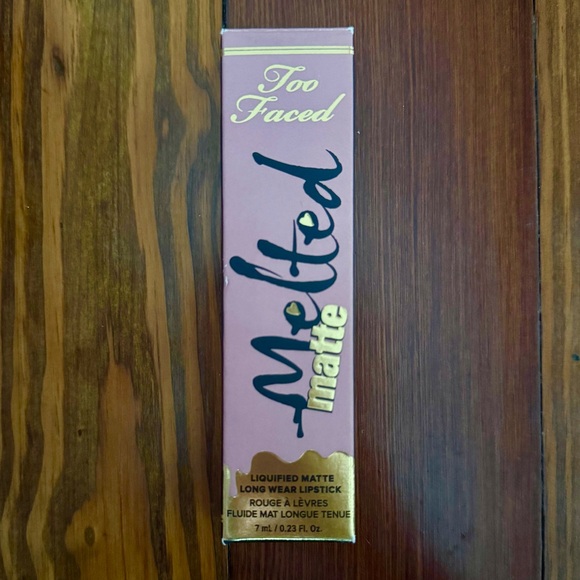 Too
Faced
Melted
matte
LIQUIFIED MATTE
LONG WEAR LIPSTICK
ROUGE À LÈVRES
FLUIDE MAT LONGUE TENUE
7 mL / 0.23 FL. Oz.